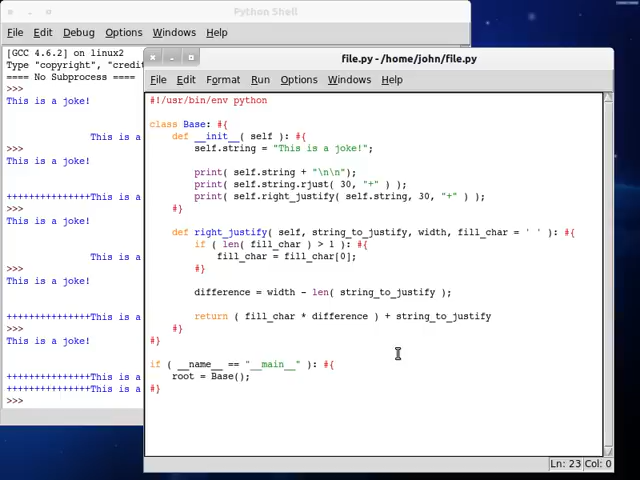 Python Shell
File Edit Debug Options Windows Help
[GCC 4.6.2] on linux2
Type "copyright", "credit
==== No Subprocess ====
>>>
This is a joke!
This is a
>>>
This is a joke!
+++++++++++++++This is a
>>>
This is a joke!
This is a
>>>
This is a joke!
+++++++++++++++This is a
>>>
This is a joke!
+++++++++++++++This is a
+++++++++++++++This is a
>>>
file.py - /home/john/file.py
File Edit Format Run Options Windows Help
#!/usr/bin/env python
class Base: #{
def __init__( self ): #{
self.string = "This is a joke!";
print( self.string + "\n\n");
print( self.string.rjust( 30, "+" ) );
print( self.right_justify( self.string, 30, "+" ) );
#}
def right_justify( self, string_to_justify, width, fill_char = ' ' ): #{
if ( len( fill_char ) > 1 ): #{
fill_char = fill_char[0];
#}
difference = width - len( string_to_justify );
return ( fill_char * difference ) + string_to_justify
#}
#}
if ( __name__ == "__main__" ): #{
root = Base();
#}
Ln: 23 Col: 0